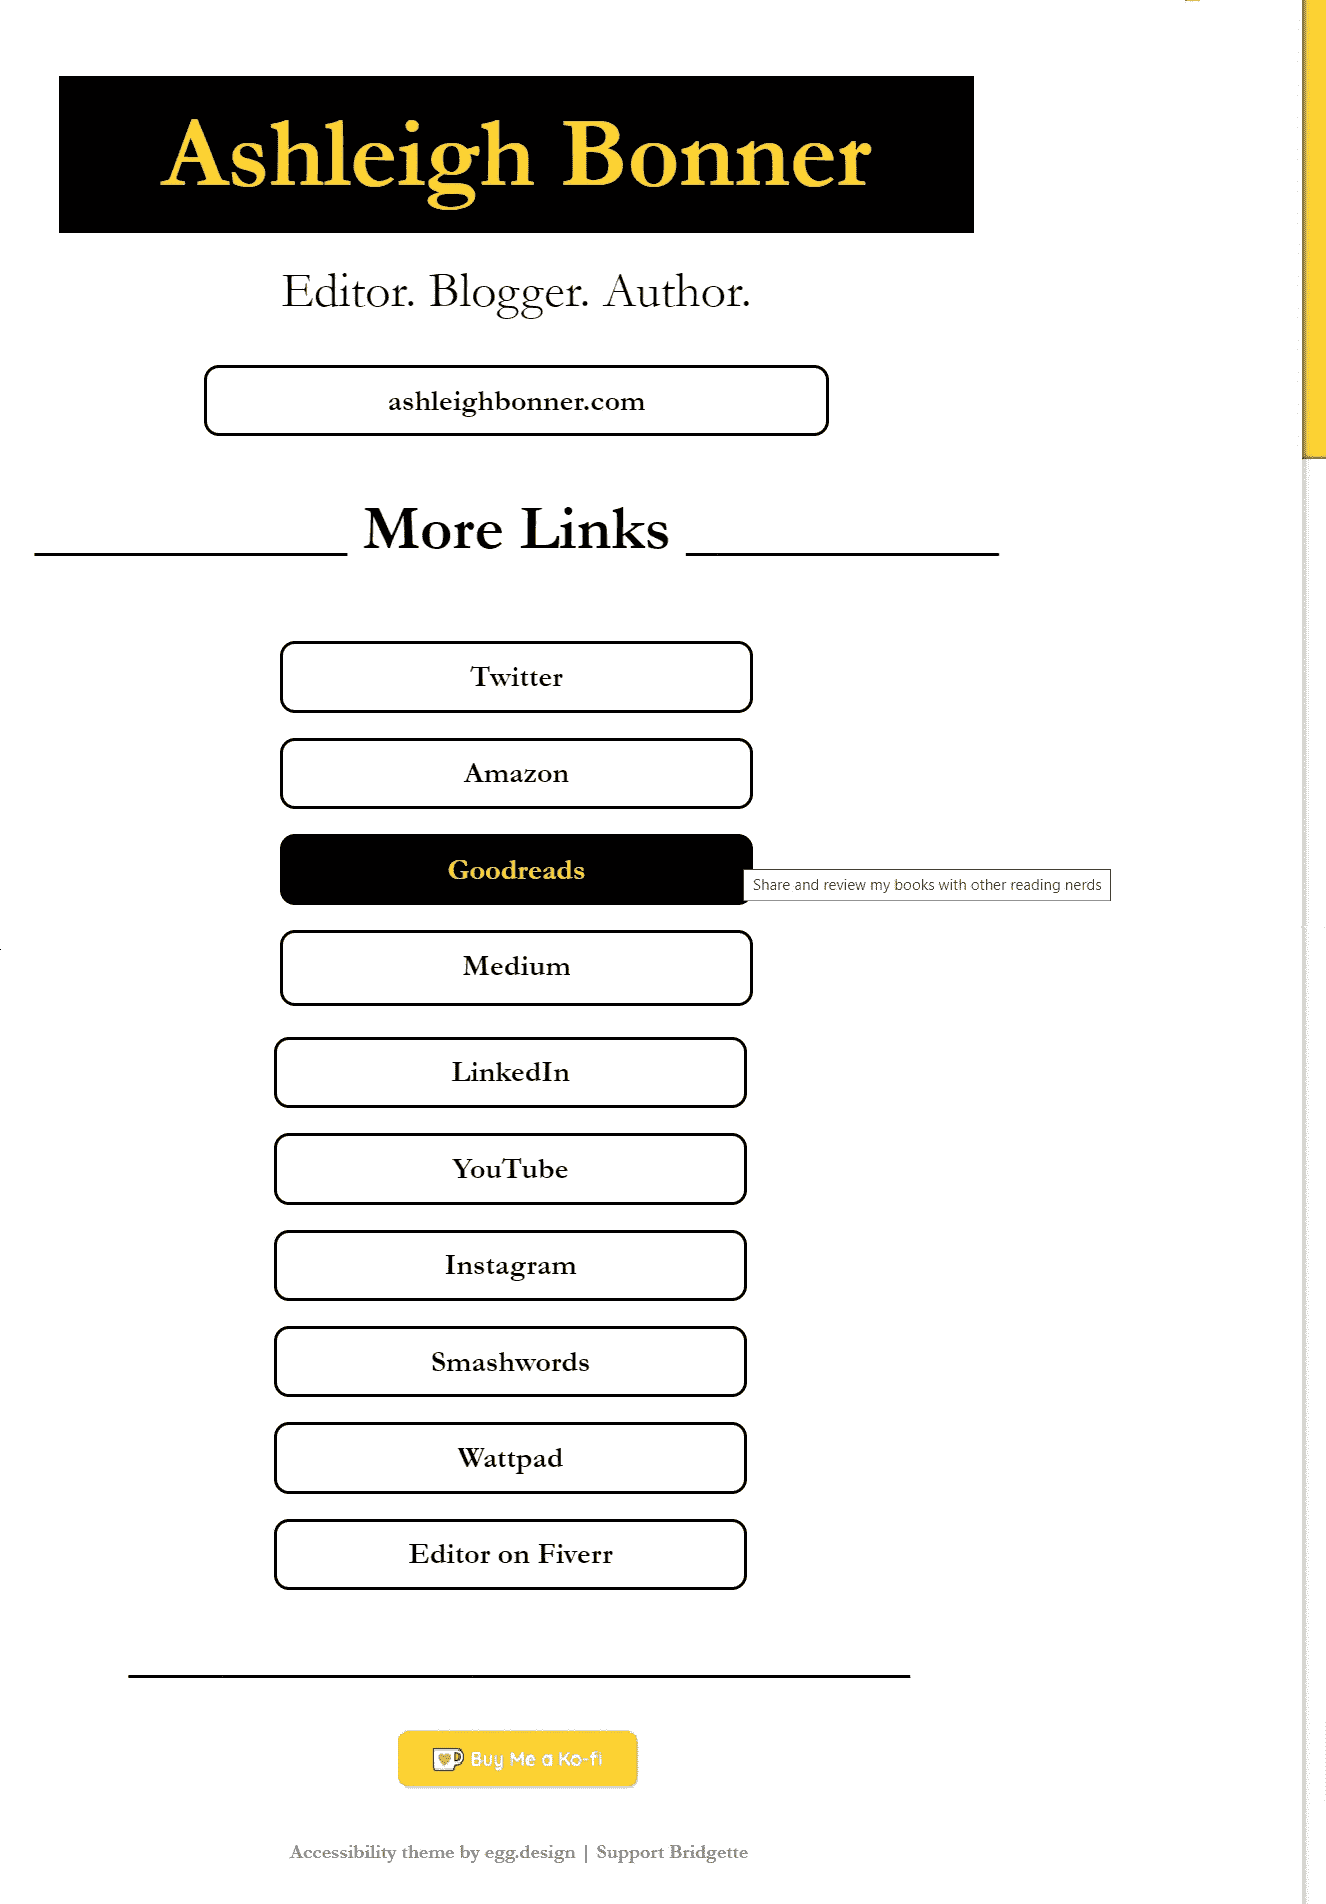 Ashleigh Bonner
Editor. Blogger. Author.
ashleighbonner.com
More Links
Twitter
Amazon
Goodreads
Share and review my books with other reading nerds
Medium
LinkedIn
YouTube
Instagram
Smashwords
Wattpad
Editor on Fiverr
Buy Me a Ko-fi
Accessibility theme by egg.design | Support Bridgette